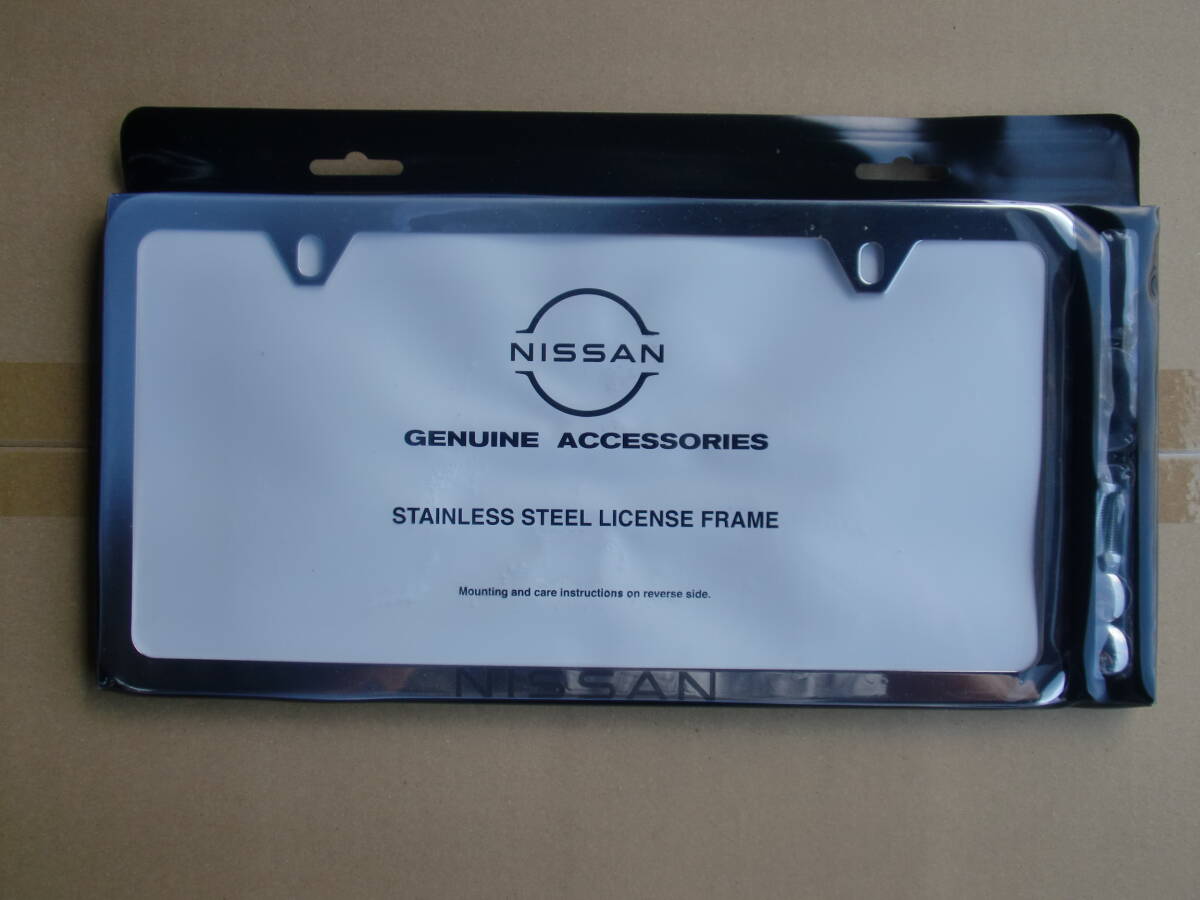 NISSAN
GENUINE ACCESSORIES
STAINLESS STEEL LICENSE FRAME
Mounting and care instructions on reverse side.
NISSAN